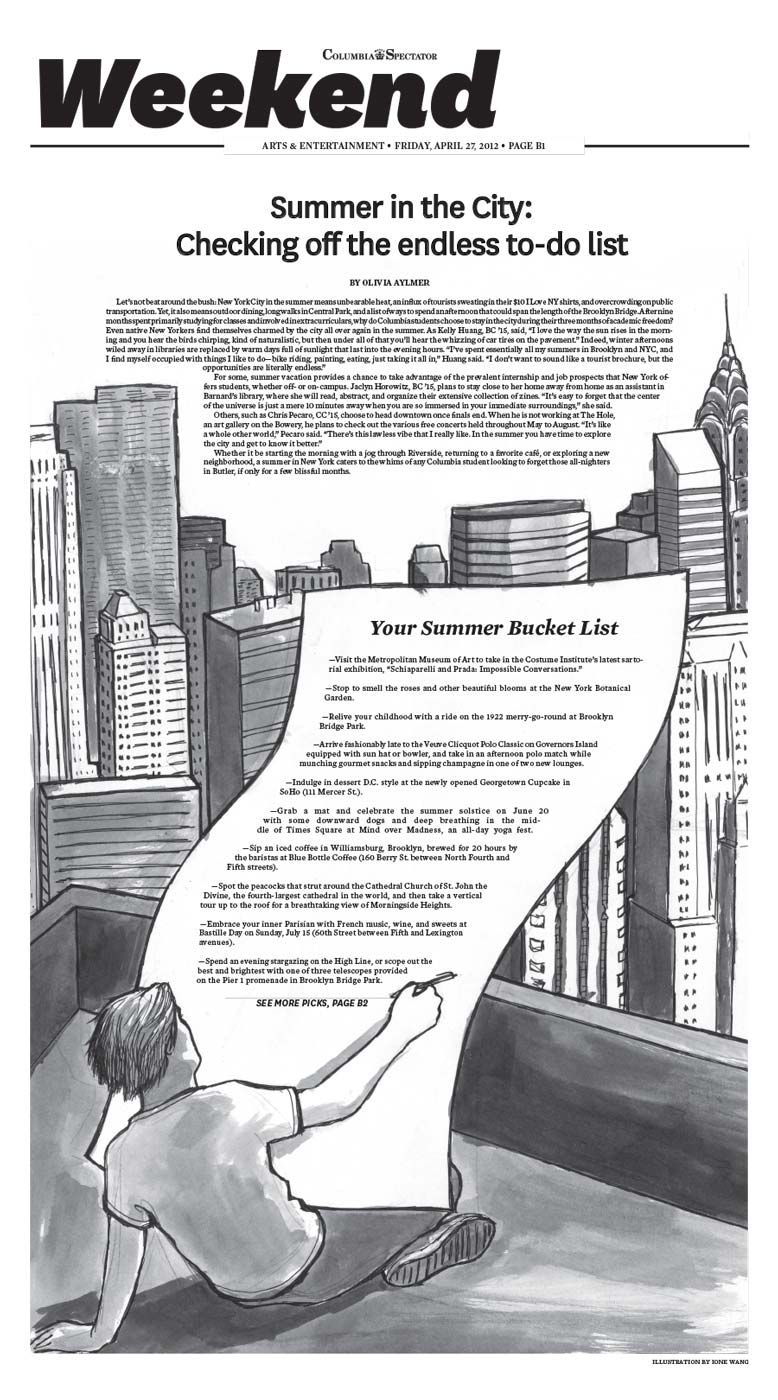 COLUMBIA SPECTATOR
Weekend
ARTS & ENTERTAINMENT • FRIDAY, APRIL 27, 2012 • PAGE B1
Summer in the City:
Checking off the endless to-do list
BY OLIVIA AYLMER
Let's not beat around the bush: New York City in the summer means unbearable heat, an influx of tourists sweating in their $10 I Love NY shirts, and overcrowding on public
transportation. Yet, it also means outdoor dining, long walks in Central Park, and a list of ways to spend an afternoon that could span the length of the Brooklyn Bridge. After nine
months spent primarily studying for classes and involved in extracurriculars, why do Columbia students choose to stay in the city during their three months of academic freedom?
Even native New Yorkers find themselves charmed by the city all over again in the summer. As Kelly Huang, BC '15, said, "I love the way the sun rises in the morn-
ing and you hear the birds chirping, kind of naturalistic, but then under all of that you'll hear the whizzing of car tires on the pavement." Indeed, winter afternoons
wiled away in libraries are replaced by warm days full of sunlight that last into the evening hours. "I've spent essentially all my summers in Brooklyn and NYC, and
I find myself occupied with things I like to do—bike riding, painting, eating, just taking it all in," Huang said. "I don't want to sound like a tourist brochure, but the
opportunities are literally endless."
For some, summer vacation provides a chance to take advantage of the prevalent internship and job prospects that New York of-
fers students, whether off- or on- campus. Jaclyn Horowitz, BC '15, plans to stay close to her home away from home as an assistant in
Barnard's library, where she will read, abstract, and organize their extensive collection of zines. "It's easy to forget that the center
of the universe is just a mere 10 minutes away when you are so immersed in your immediate surroundings," she said.
Others, such as Chris Pecaro, CC '15, choose to head downtown once finals end. When he is not working at The Hole,
an art gallery on the Bowery, he plans to check out the various free concerts held throughout May to August. "It's like
a whole other world," Pecaro said. "There's this lawless vibe that I really like. In the summer you have time to explore
the city and get to know it better."
Whether it be starting the morning with a jog through Riverside, returning to a favorite café, or exploring a new
neighborhood, a summer in New York caters to the whims of any Columbia student looking to forget those all-nighters
in Butler, if only for a few blissful months.
Your Summer Bucket List
—Visit the Metropolitan Museum of Art to take in the Costume Institute's latest sarto-
rial exhibition, "Schiaparelli and Prada: Impossible Conversations."
—Stop to smell the roses and other beautiful blooms at the New York Botanical
Garden.
—Relive your childhood with a ride on the 1922 merry-go-round at Brooklyn
Bridge Park.
—Arrive fashionably late to the Veuve Clicquot Polo Classic on Governors Island
equipped with sun hat or bowler, and take in an afternoon polo match while
munching gourmet snacks and sipping champagne in one of two new lounges.
—Indulge in dessert D.C. style at the newly opened Georgetown Cupcake in
SoHo (111 Mercer St.).
—Grab a mat and celebrate the summer solstice on June 20
with some downward dogs and deep breathing in the mid-
dle of Times Square at Mind over Madness, an all-day yoga fest.
—Sip an iced coffee in Williamsburg, Brooklyn, brewed for 20 hours by
the baristas at Blue Bottle Coffee (160 Berry St. between North Fourth and
Fifth streets).
—Spot the peacocks that strut around the Cathedral Church of St. John the
Divine, the fourth-largest cathedral in the world, and then take a vertical
tour up to the roof for a breathtaking view of Morningside Heights.
—Embrace your inner Parisian with French music, wine, and sweets at
Bastille Day on Sunday, July 15 (60th Street between Fifth and Lexington
avenues).
—Spend an evening stargazing on the High Line, or scope out the
best and brightest with one of three telescopes provided
on the Pier 1 promenade in Brooklyn Bridge Park.
SEE MORE PICKS, PAGE B2
ILLUSTRATION BY IONE WANG